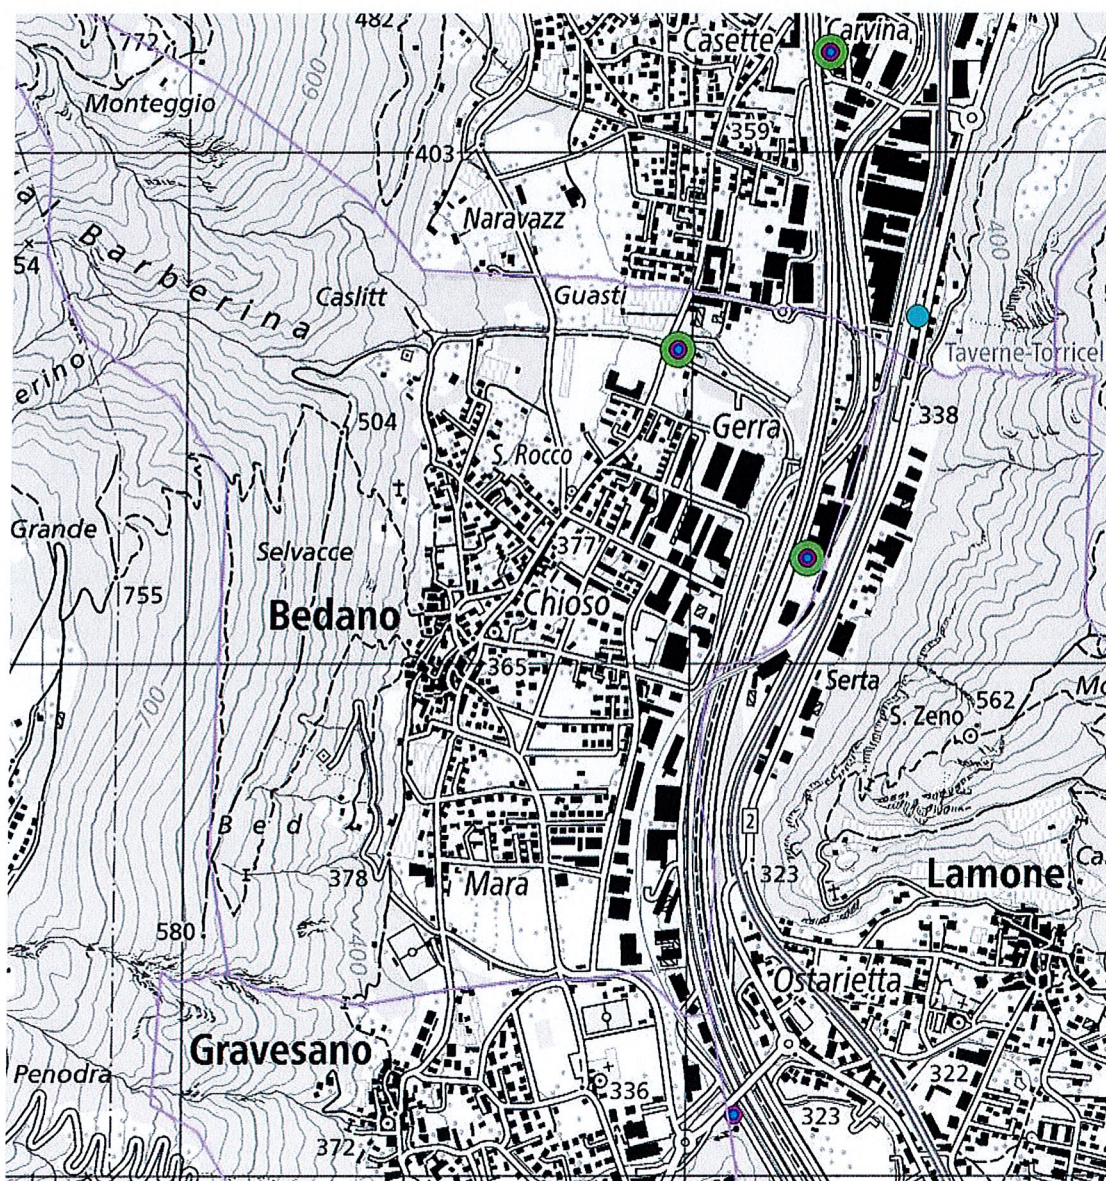 482
Casette
Carvina
772
Monteggio
600
359
403
Naravazz
400
Barberina
54
Caslitt
Guasti
erino
Taverne-Torricel
338
504
Gerra
S. Rocco
Grande
Selvacce
377
755
Bedano
Chioso
365
Serta
562
Mo
700
S. Zeno
Bed
2
378
Mara
323
Lamone
Ca
580
400
Ostarietta
Gravesano
Penodra
336
322
323
372